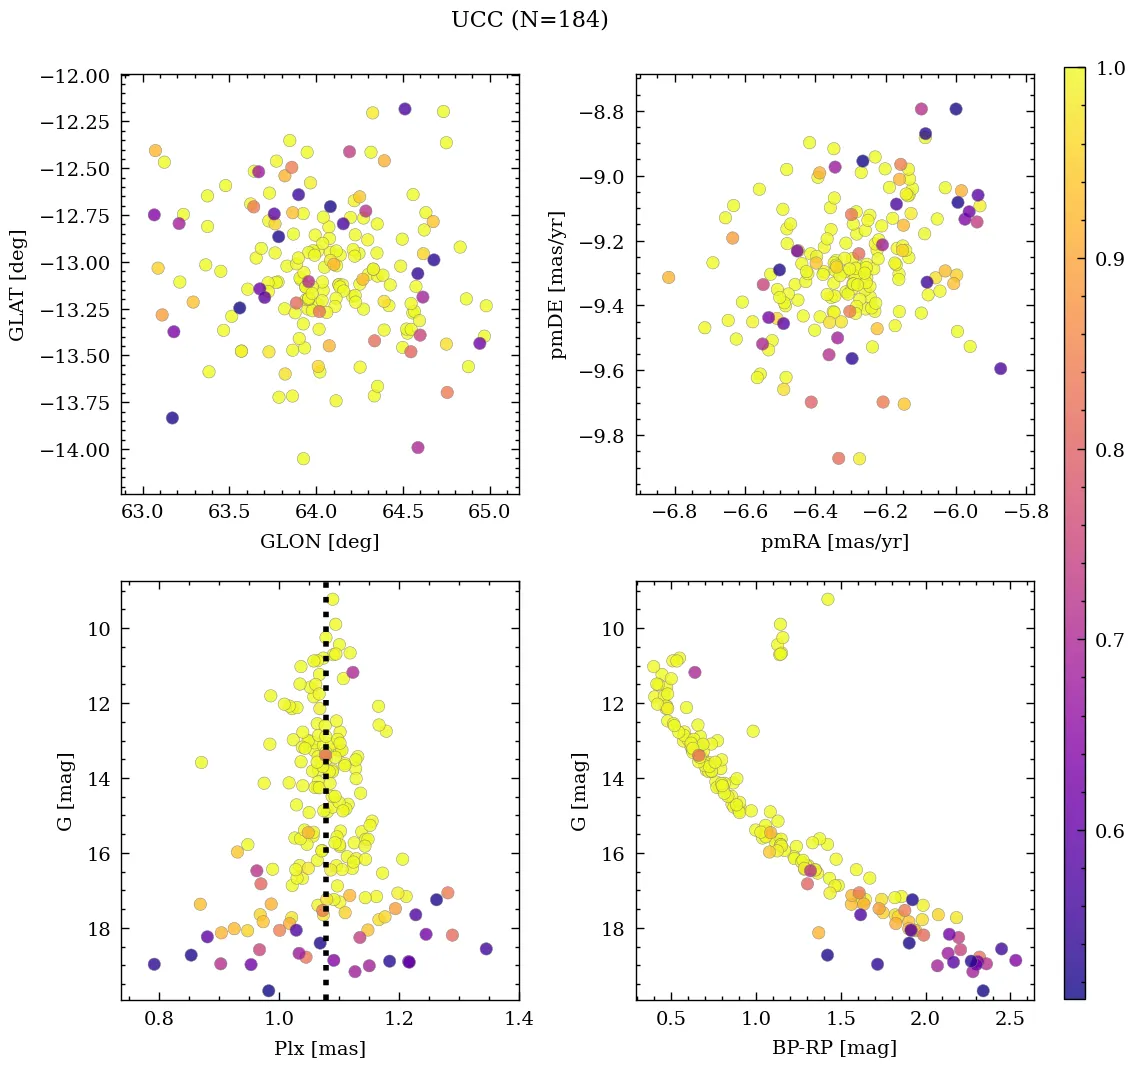 UCC (N=184)
−12.00
−12.25
−12.50
−12.75
−13.00
−13.25
−13.50
−13.75
−14.00
GLAT [deg]
63.0 63.5 64.0 64.5 65.0
GLON [deg]
−8.8
−9.0
−9.2
−9.4
−9.6
−9.8
pmDE [mas/yr]
−6.8 −6.6 −6.4 −6.2 −6.0 −5.8
pmRA [mas/yr]
10
12
14
16
18
G [mag]
0.8 1.0 1.2 1.4
Plx [mas]
10
12
14
16
18
G [mag]
0.5 1.0 1.5 2.0 2.5
BP-RP [mag]
1.0
0.9
0.8
0.7
0.6